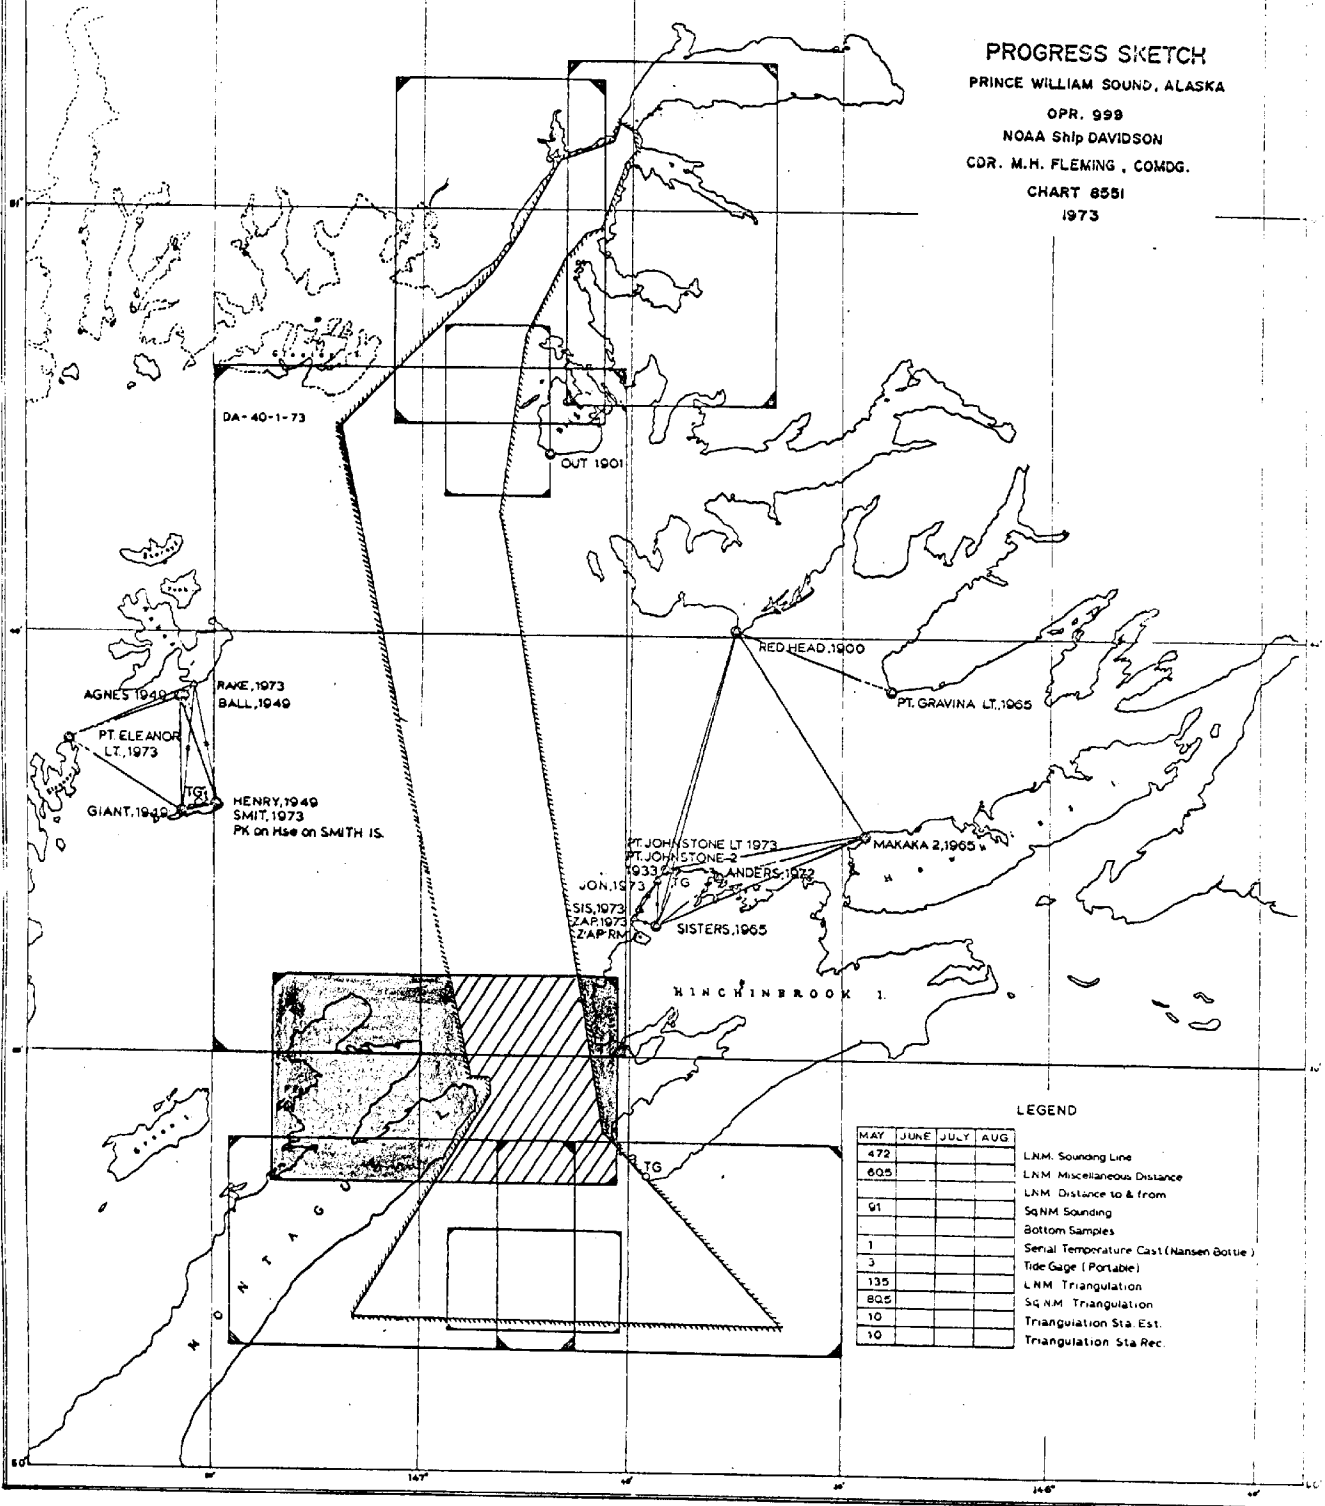 PROGRESS SKETCH
PRINCE WILLIAM SOUND, ALASKA
OPR. 999
NOAA Ship DAVIDSON
CDR. M.H. FLEMING, COMDG.
CHART 8551
1973
61°
DA-40-1-73
OUT 1901
RED HEAD, 1900
PT. GRAVINA LT., 1965
AGNES 1949
RAKE, 1973
BALL, 1949
PT. ELEANOR
LT., 1973
TG
GIANT, 1949
HENRY, 1949
SMIT, 1973
PK on Hse on SMITH IS.
PT. JOHNSTONE LT 1973
PT. JOHNSTONE 2
1933
MAKAKA 2, 1965
ANDERS, 1972
JON, 1973
TG
SIS, 1973
ZAP, 1973
ZAP RM
SISTERS, 1965
HINCHINBROOK I.
TG
MONTAGU
LEGEND
MAY JUNE JULY AUG
472 L.N.M. Sounding Line
605 L.N.M. Miscellaneous Distance
L.N.M. Distance to & from
91 Sq.N.M. Sounding
Bottom Samples
1 Serial Temperature Cast (Nansen Bottle)
3 Tide Gage (Portable)
135 L.N.M. Triangulation
805 Sq.N.M. Triangulation
10 Triangulation Sta. Est.
10 Triangulation Sta. Rec.
60°
147°
146°